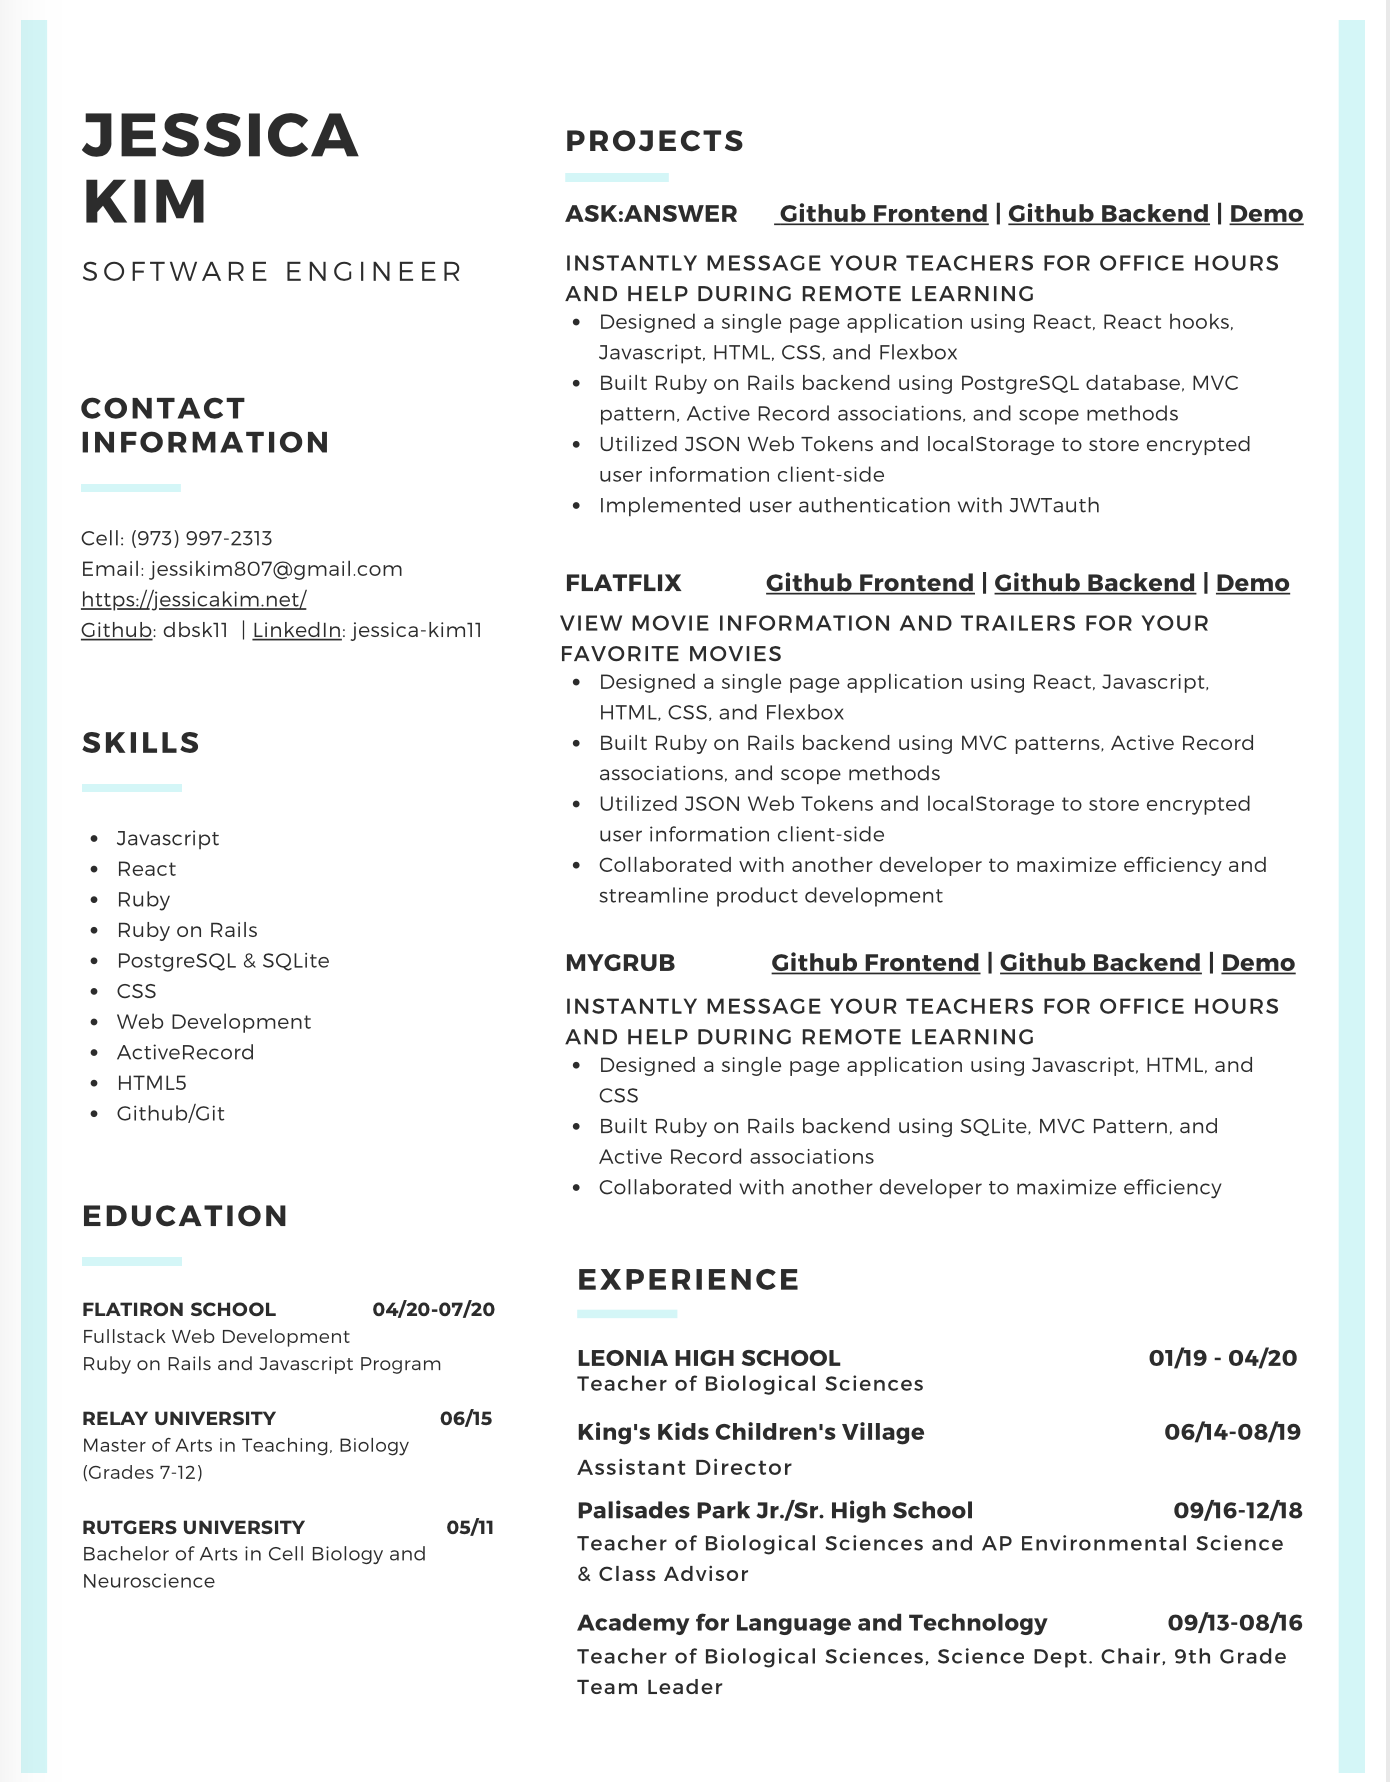 JESSICA
KIM
SOFTWARE ENGINEER
CONTACT
INFORMATION
Cell: (973) 997-2313
Email: jessikim807@gmail.com
https://jessicakim.net/
Github: dbsk11 | LinkedIn: jessica-kim11
SKILLS
• Javascript
• React
• Ruby
• Ruby on Rails
• PostgreSQL & SQLite
• CSS
• Web Development
• ActiveRecord
• HTML5
• Github/Git
EDUCATION
FLATIRON SCHOOL 04/20-07/20
Fullstack Web Development
Ruby on Rails and Javascript Program
RELAY UNIVERSITY 06/15
Master of Arts in Teaching, Biology
(Grades 7-12)
RUTGERS UNIVERSITY 05/11
Bachelor of Arts in Cell Biology and
Neuroscience
PROJECTS
ASK:ANSWER Github Frontend | Github Backend | Demo
INSTANTLY MESSAGE YOUR TEACHERS FOR OFFICE HOURS
AND HELP DURING REMOTE LEARNING
• Designed a single page application using React, React hooks,
Javascript, HTML, CSS, and Flexbox
• Built Ruby on Rails backend using PostgreSQL database, MVC
pattern, Active Record associations, and scope methods
• Utilized JSON Web Tokens and localStorage to store encrypted
user information client-side
• Implemented user authentication with JWTauth
FLATFLIX Github Frontend | Github Backend | Demo
VIEW MOVIE INFORMATION AND TRAILERS FOR YOUR
FAVORITE MOVIES
• Designed a single page application using React, Javascript,
HTML, CSS, and Flexbox
• Built Ruby on Rails backend using MVC patterns, Active Record
associations, and scope methods
• Utilized JSON Web Tokens and localStorage to store encrypted
user information client-side
• Collaborated with another developer to maximize efficiency and
streamline product development
MYGRUB Github Frontend | Github Backend | Demo
INSTANTLY MESSAGE YOUR TEACHERS FOR OFFICE HOURS
AND HELP DURING REMOTE LEARNING
• Designed a single page application using Javascript, HTML, and
CSS
• Built Ruby on Rails backend using SQLite, MVC Pattern, and
Active Record associations
• Collaborated with another developer to maximize efficiency
EXPERIENCE
LEONIA HIGH SCHOOL 01/19 - 04/20
Teacher of Biological Sciences
King's Kids Children's Village 06/14-08/19
Assistant Director
Palisades Park Jr./Sr. High School 09/16-12/18
Teacher of Biological Sciences and AP Environmental Science
& Class Advisor
Academy for Language and Technology 09/13-08/16
Teacher of Biological Sciences, Science Dept. Chair, 9th Grade
Team Leader